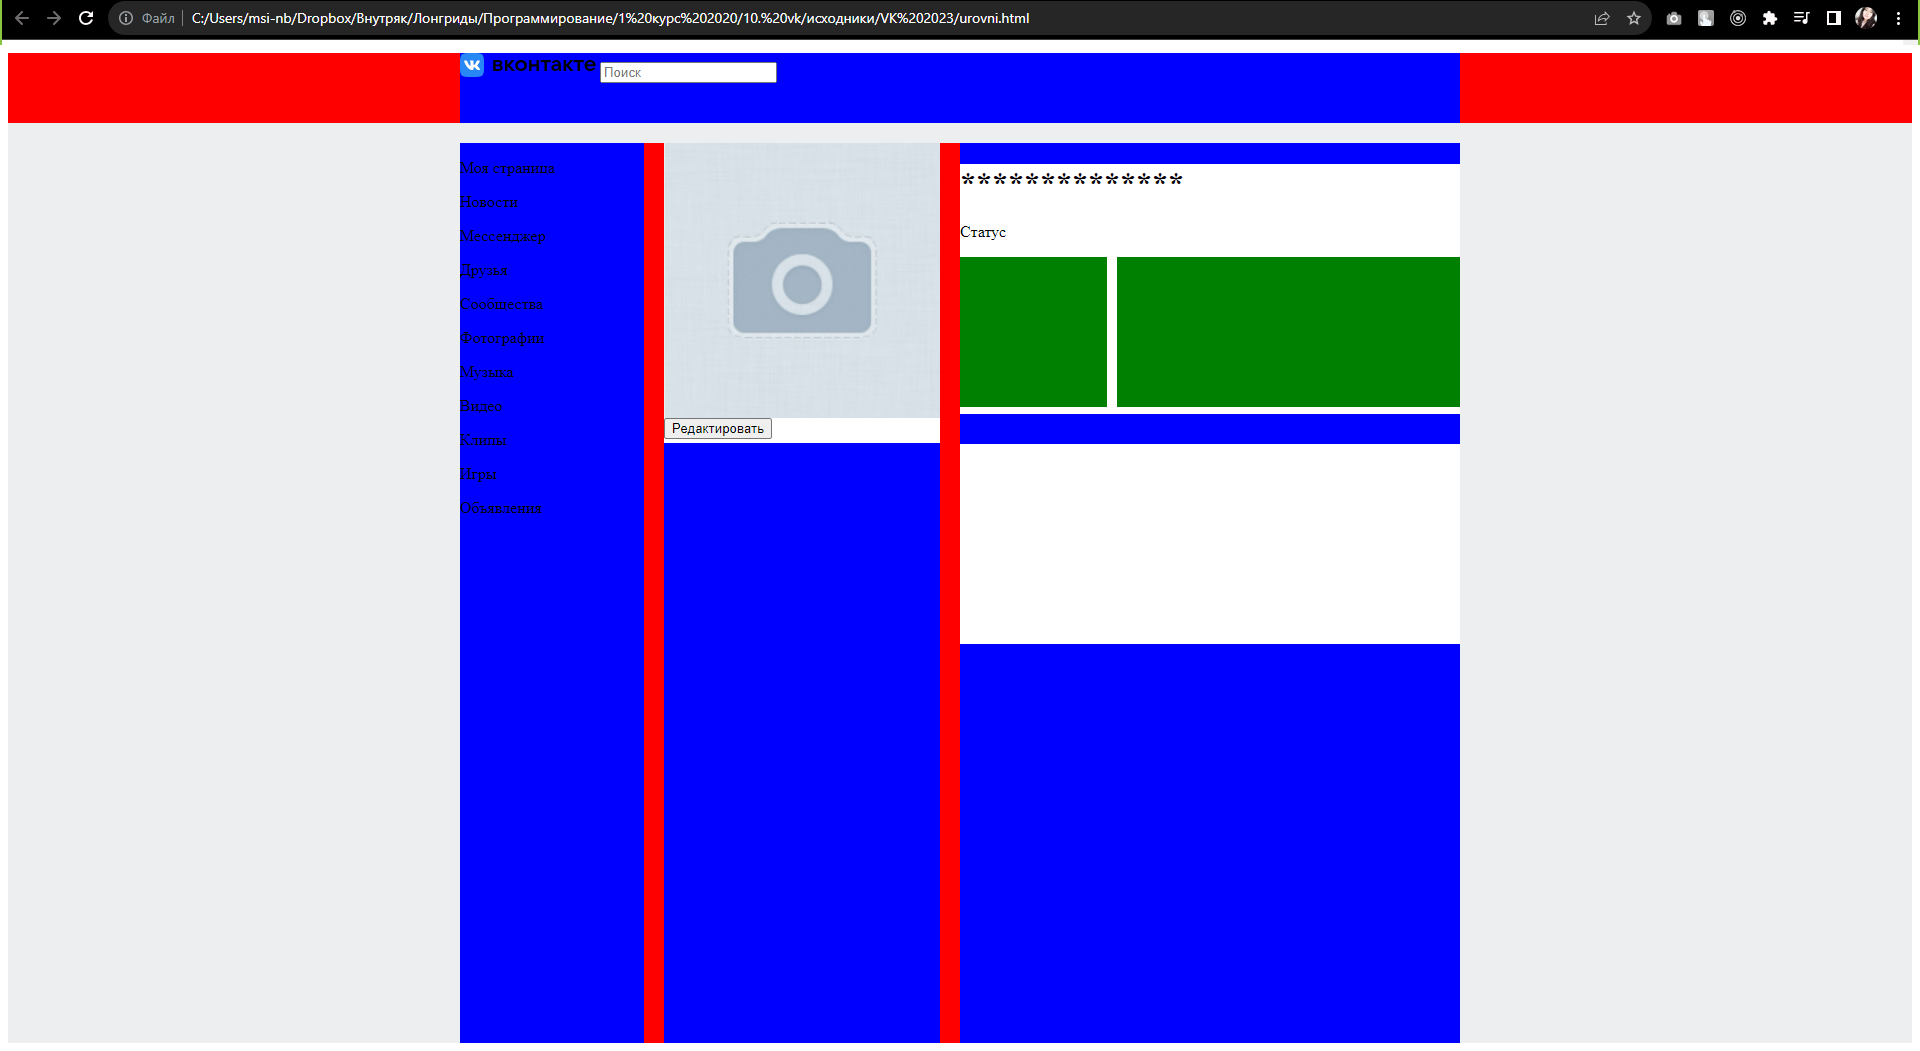 Файл C:/Users/msi-nb/Dropbox/Внутряк/Лонгриды/Программирование/1%20курс%202020/10.%20vk/исходники/VK%202023/urovni.html
вконтакте Поиск
Моя страница
Новости
Мессенджер
Друзья
Сообщества
Фотографии
Музыка
Видео
Клипы
Игры
Объявления
Редактировать
**************
Статус